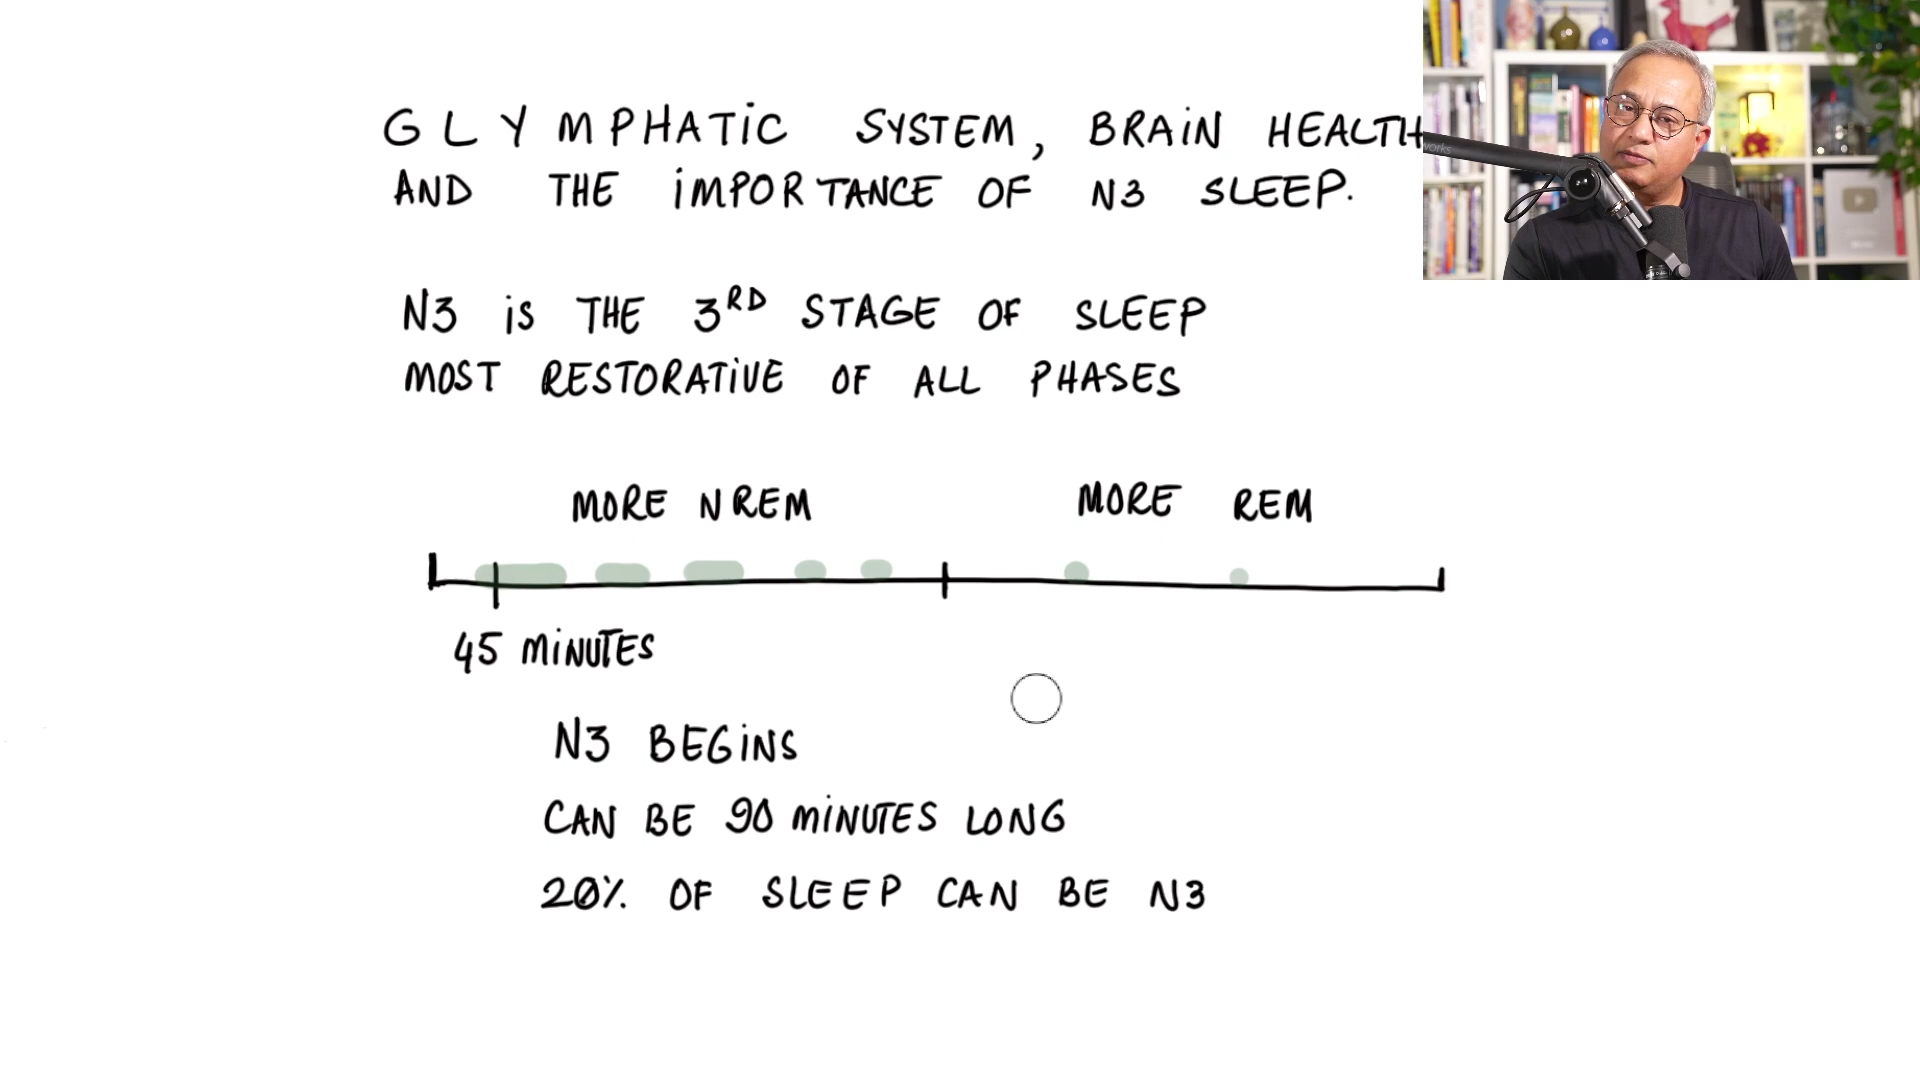 GLYMPHATIC SYSTEM, BRAIN HEALTH
AND THE IMPORTANCE OF N3 SLEEP.
N3 IS THE 3RD STAGE OF SLEEP
MOST RESTORATIVE OF ALL PHASES
MORE NREM MORE REM
45 MINUTES
N3 BEGINS
CAN BE 90 MINUTES LONG
20% OF SLEEP CAN BE N3